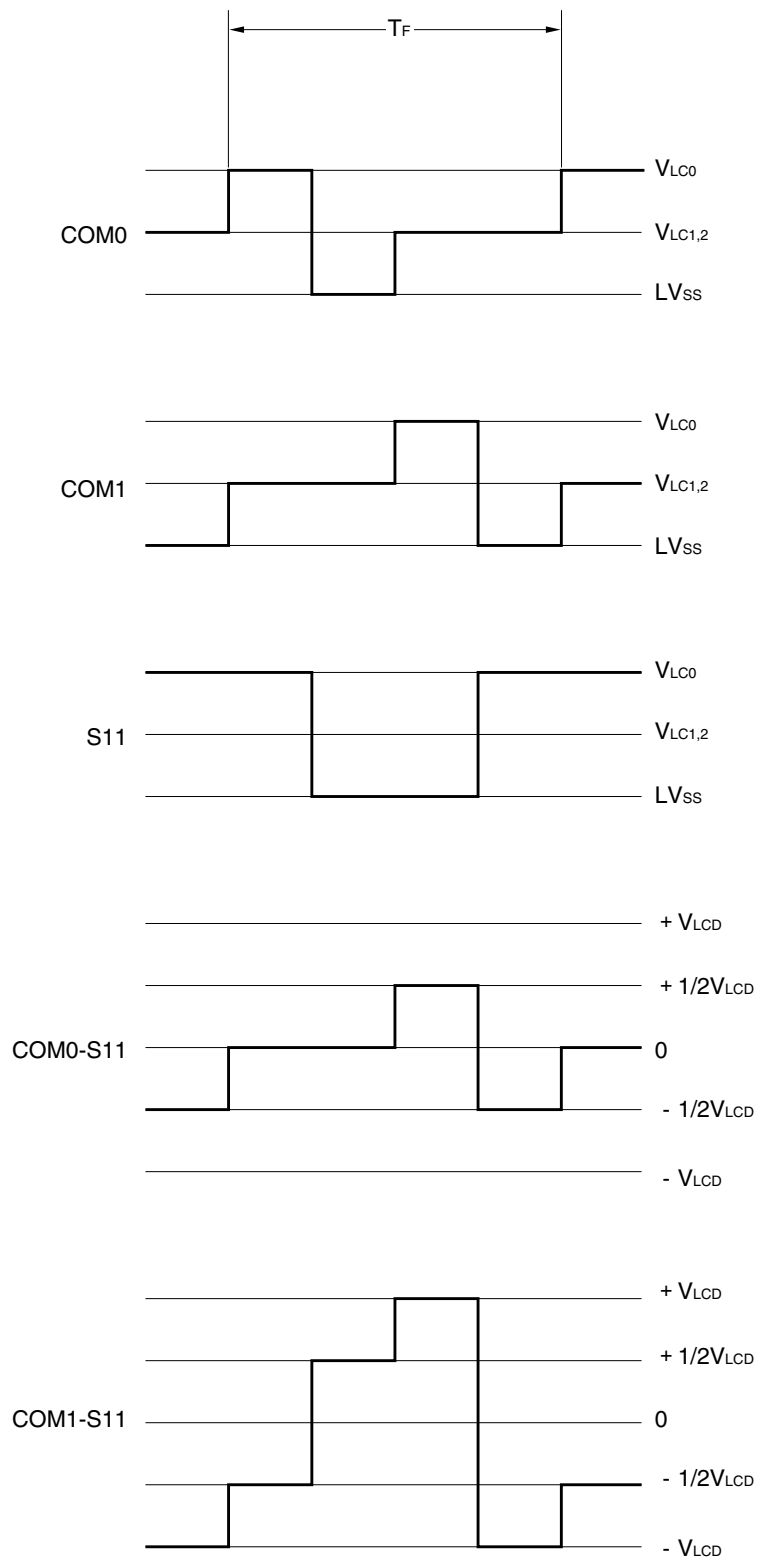 TF
VLC0
COM0
VLC1,2
LVSS
VLC0
COM1
VLC1,2
LVSS
VLC0
S11
VLC1,2
LVSS
+ VLCD
+ 1/2VLCD
COM0-S11
0
- 1/2VLCD
- VLCD
+ VLCD
+ 1/2VLCD
COM1-S11
0
- 1/2VLCD
- VLCD